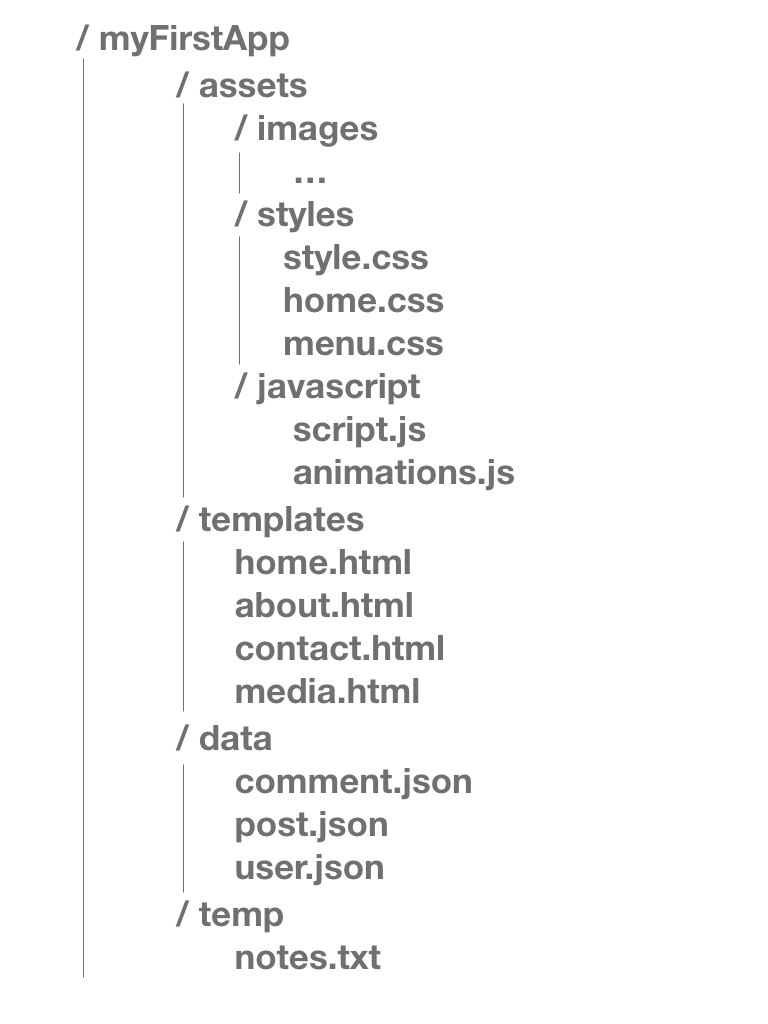 / myFirstApp
/ assets
/ images
...
/ styles
style.css
home.css
menu.css
/ javascript
script.js
animations.js
/ templates
home.html
about.html
contact.html
media.html
/ data
comment.json
post.json
user.json
/ temp
notes.txt